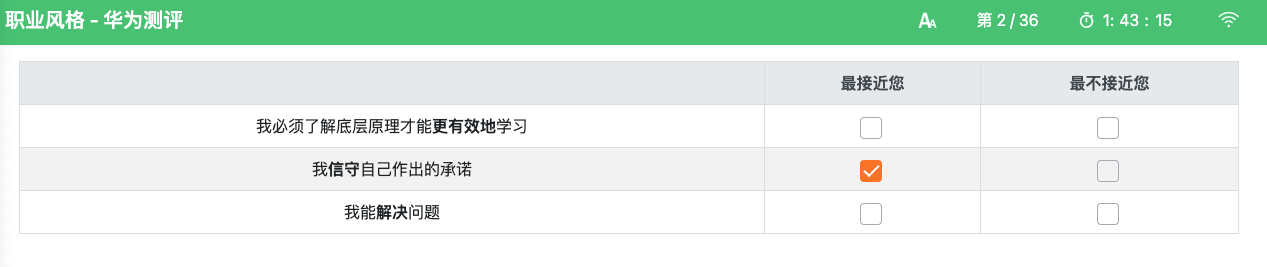 职业风格 - 华为测评
AA 第 2 / 36 1: 43 : 15
最接近您 最不接近您
我必须了解底层原理才能更有效地学习
我信守自己作出的承诺
我能解决问题